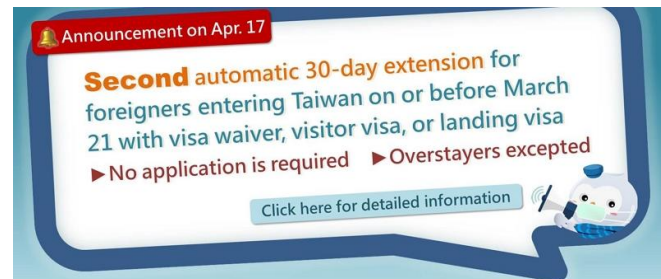 Announcement on Apr. 17
Second automatic 30-day extension for
foreigners entering Taiwan on or before March
21 with visa waiver, visitor visa, or landing visa
►No application is required ►Overstayers excepted
Click here for detailed information